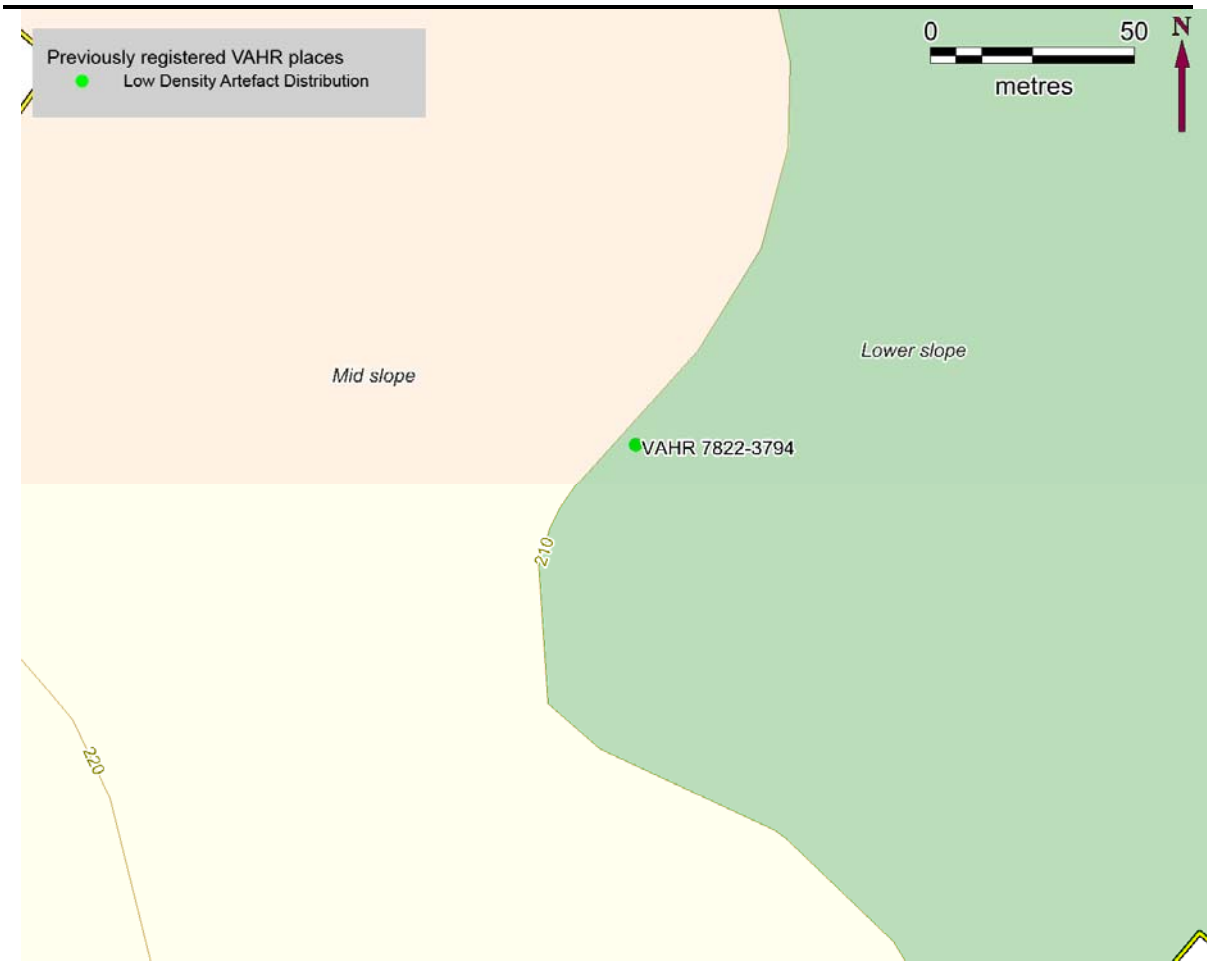 Previously registered VAHR places
Low Density Artefact Distribution
0 50
metres
N
Lower slope
Mid slope
VAHR 7822-3794
210
220